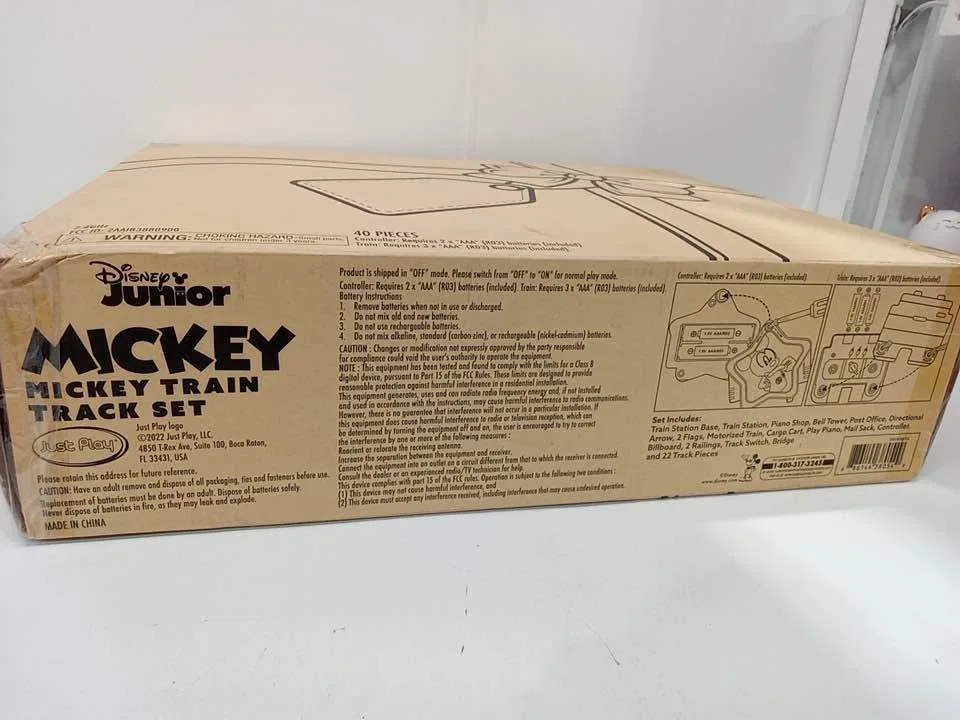 2.4GHz
FCC ID: 2AAIB3880900
WARNING: CHOKING HAZARD-Small parts.
Not for children under 3 years.
40 PIECES
Controller: Requires 2 x "AAA" (R03) batteries (included)
Train: Requires 3 x "AAA" (R03) batteries (included)
Disney
Junior
MICKEY
MICKEY TRAIN
TRACK SET
Just Play
Just Play logo
©2022 Just Play, LLC.
4850 T-Rex Ave, Suite 100, Boca Raton,
FL 33431, USA
Please retain this address for future reference.
CAUTION: Have an adult remove and dispose of all packaging, ties and fasteners before use.
Replacement of batteries must be done by an adult. Dispose of batteries safely.
Never dispose of batteries in fire, as they may leak and explode.
MADE IN CHINA
Product is shipped in "OFF" mode. Please switch from "OFF" to "ON" for normal play mode.
Controller: Requires 2 x "AAA" (R03) batteries (included). Train: Requires 3 x "AAA" (R03) batteries (included).
Battery Instructions
1. Remove batteries when not in use or discharged.
2. Do not mix old and new batteries.
3. Do not use rechargeable batteries.
4. Do not mix alkaline, standard (carbon-zinc), or rechargeable (nickel-cadmium) batteries.
CAUTION : Changes or modification not expressly approved by the party responsible
for compliance could void the user's authority to operate the equipment.
NOTE : This equipment has been tested and found to comply with the limits for a Class B
digital device, pursuant to Part 15 of the FCC Rules. These limits are designed to provide
reasonable protection against harmful interference in a residential installation.
This equipment generates, uses and can radiate radio frequency energy and, if not installed
and used in accordance with the instructions, may cause harmful interference to radio communications.
However, there is no guarantee that interference will not occur in a particular installation. If
this equipment does cause harmful interference to radio or television reception, which can
be determined by turning the equipment off and on, the user is encouraged to try to correct
the interference by one or more of the following measures :
Reorient or relocate the receiving antenna.
Increase the separation between the equipment and receiver.
Connect the equipment into an outlet on a circuit different from that to which the receiver is connected.
Consult the dealer or an experienced radio/TV technician for help.
This device complies with part 15 of the FCC Rules. Operation is subject to the following two conditions :
(1) This device may not cause harmful interference, and
(2) This device must accept any interference received, including interference that may cause undesired operation.
Controller: Requires 2 x "AAA" (R03) batteries (included).
Train: Requires 3 x "AAA" (R03) batteries (included).
Set Includes:
Train Station Base, Train Station, Piano Shop, Bell Tower, Post Office, Directional
Arrow, 2 Flags, Motorized Train, Cargo Cart, Play Piano, Mail Sack, Controller,
Billboard, 2 Railings, Track Switch, Bridge
and 22 Track Pieces
©Disney
www.disney.com
1-800-317-3245